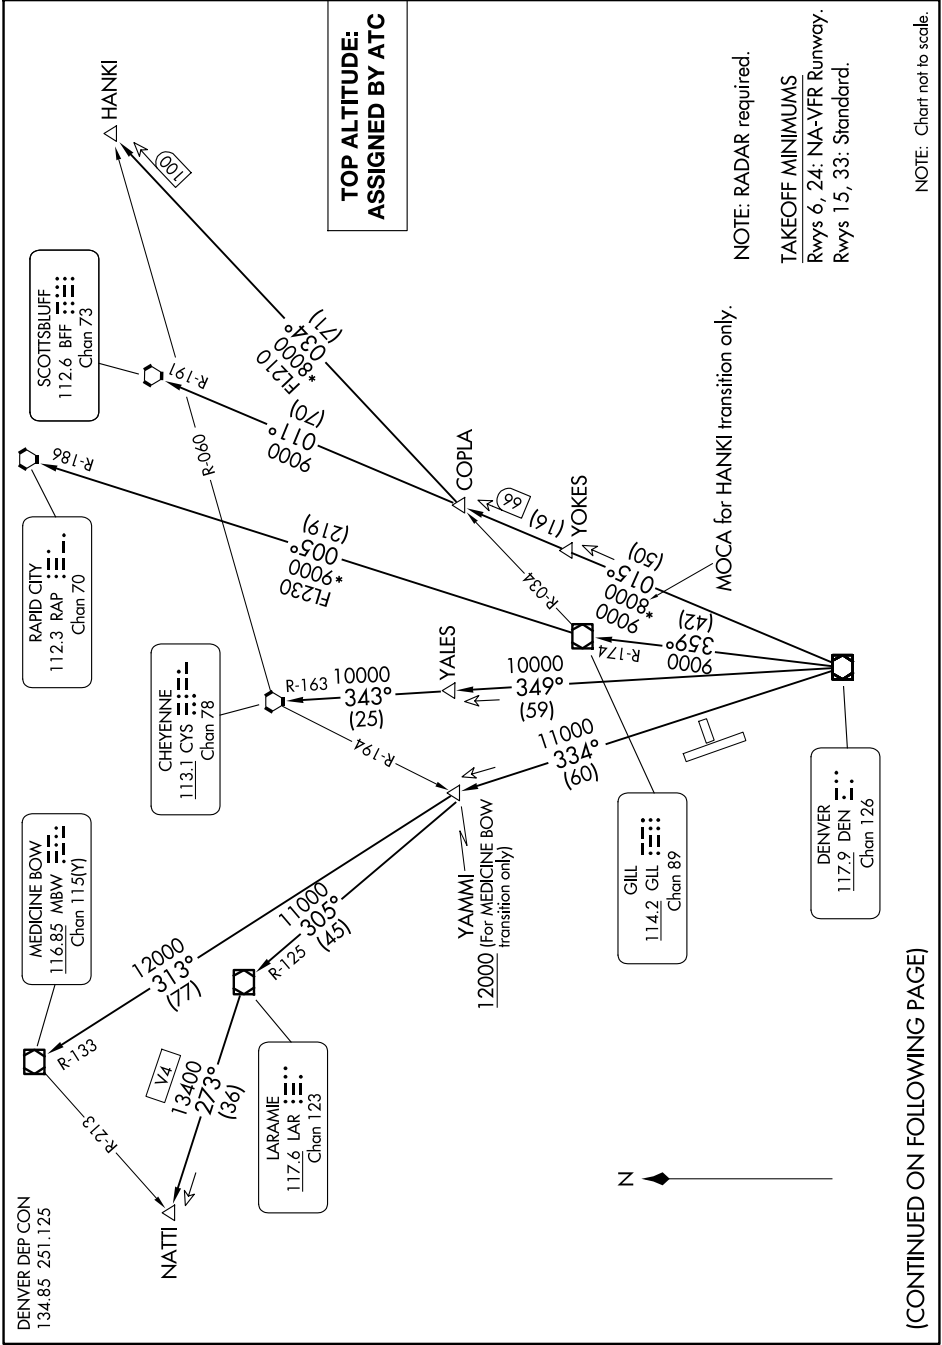 DENVER DEP CON
134.85 251.125
MEDICINE BOW
116.85 MBW
Chan 115(Y)
CHEYENNE
113.1 CYS
Chan 78
RAPID CITY
112.3 RAP
Chan 70
SCOTTSBLUFF
112.6 BFF
Chan 73
HANKI
TOP ALTITUDE:
ASSIGNED BY ATC
R-133
R-213
12000
313°
(77)
V4
13400
273°
(36)
NATTI
LARAMIE
117.6 LAR
Chan 123
R-125
11000
305°
(45)
R-194
R-163
R-060
R-186
R-191
100
10000
343°
(25)
YALES
YAMMI
12000 (For MEDICINE BOW
transition only)
FL230
*9000
005°
(219)
9000
011°
(70)
FL210
*8000
034°
(71)
COPLA
66
(16)
YOKES
R-034
R-174
11000
334°
(60)
10000
349°
(59)
9000
359°
(42)
9000
*8000
015°
(50)
MOCA for HANKI transition only.
GILL
114.2 GLL
Chan 89
DENVER
117.9 DEN
Chan 126
N
NOTE: RADAR required.
TAKEOFF MINIMUMS
Rwys 6, 24: NA-VFR Runway.
Rwys 15, 33: Standard.
NOTE: Chart not to scale.
(CONTINUED ON FOLLOWING PAGE)